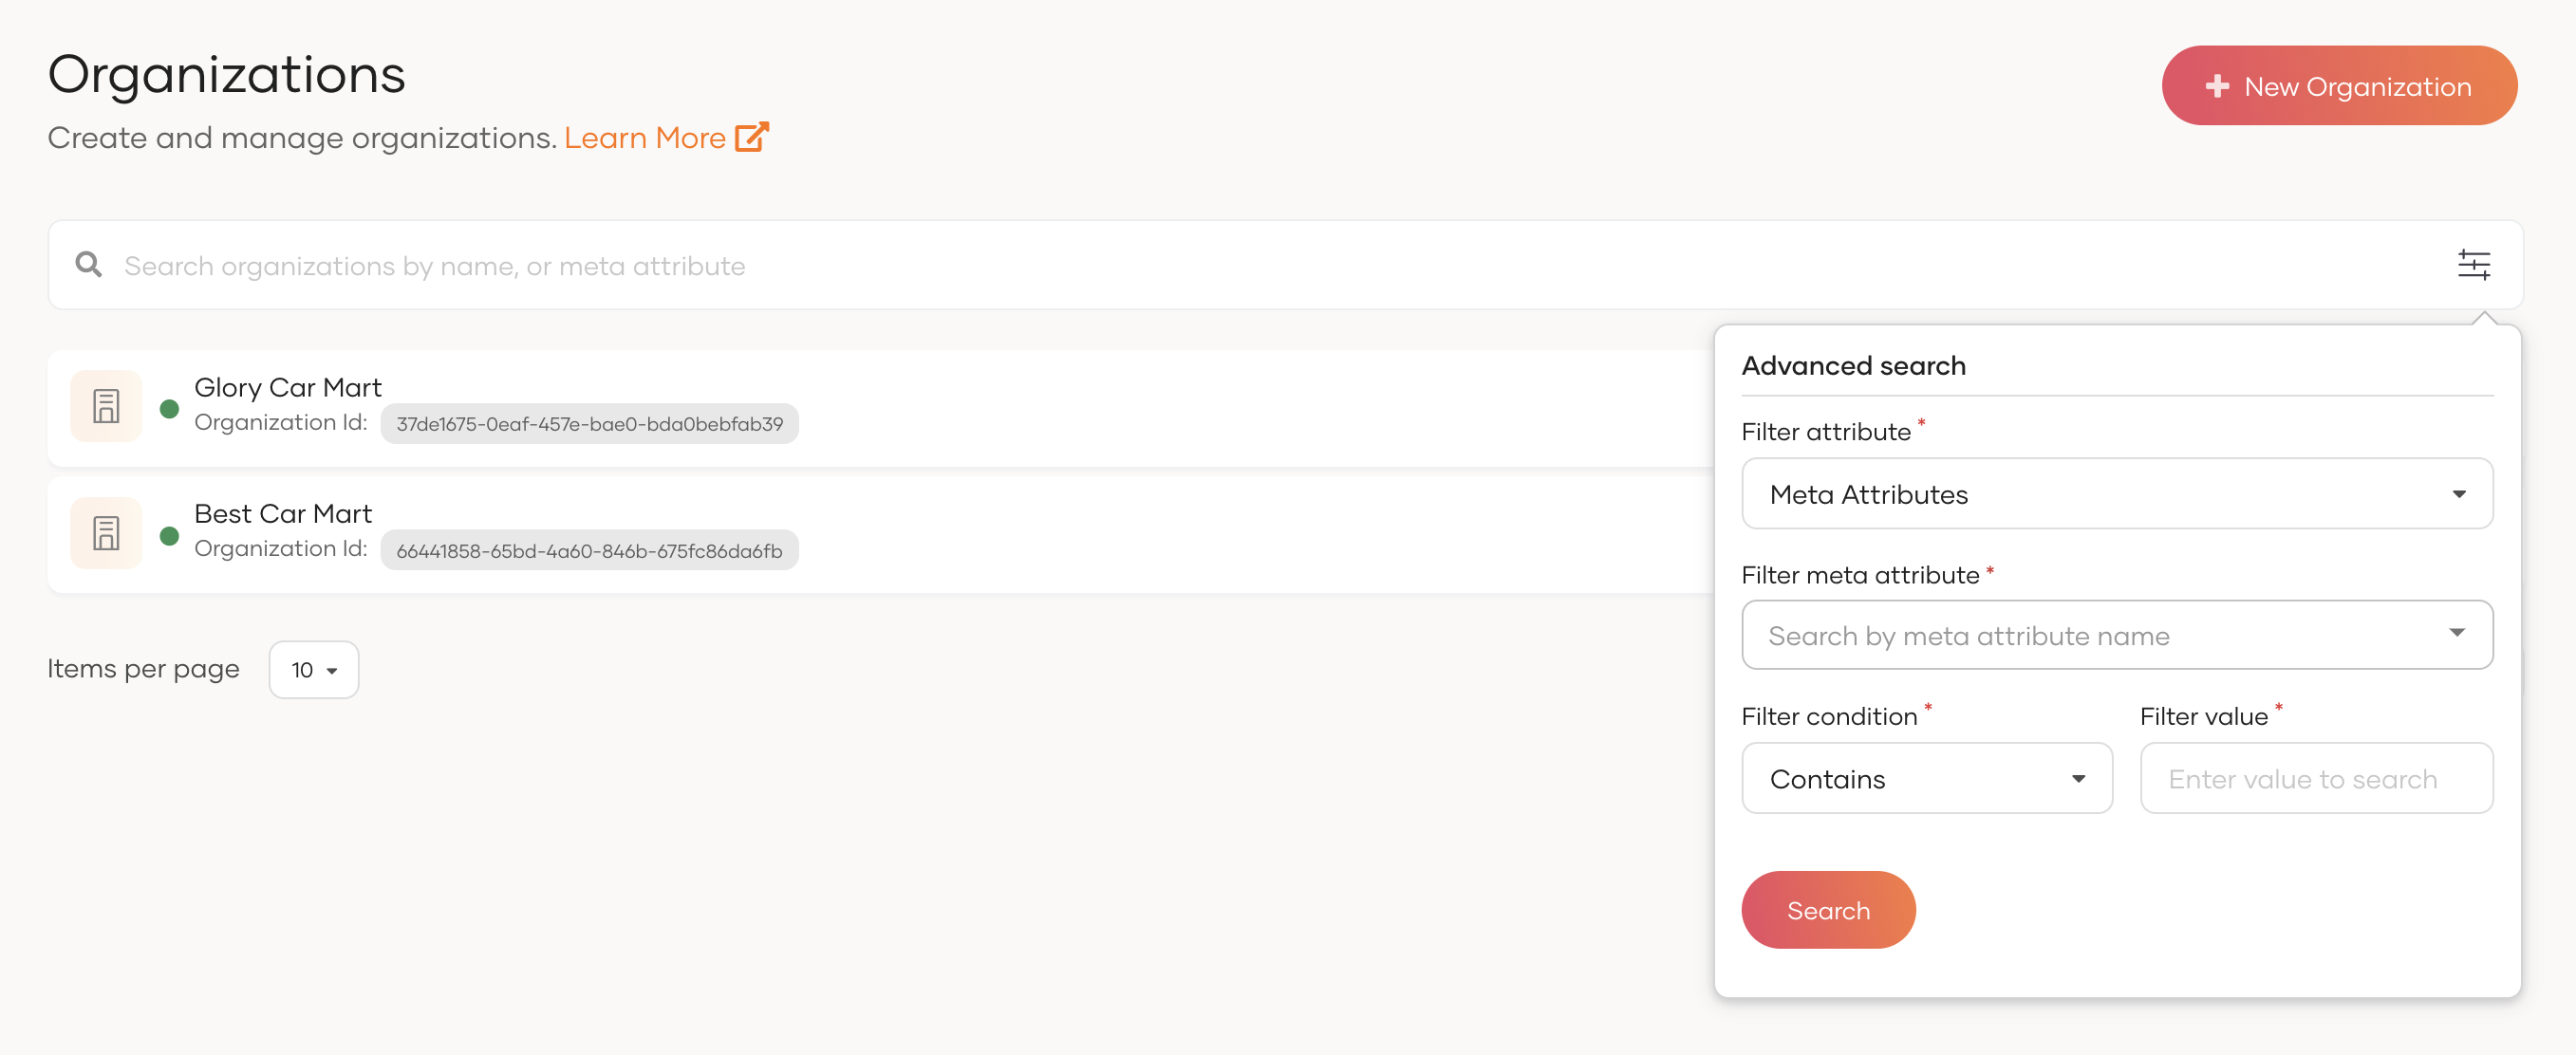 Organizations
Create and manage organizations. Learn More
New Organization
Search organizations by name, or meta attribute
Glory Car Mart
Organization Id: 37de1675-0eaf-457e-bae0-bda0bebfab39
Best Car Mart
Organization Id: 66441858-65bd-4a60-846b-675fc86da6fb
Items per page 10
Advanced search
Filter attribute *
Meta Attributes
Filter meta attribute *
Search by meta attribute name
Filter condition * Filter value *
Contains Enter value to search
Search